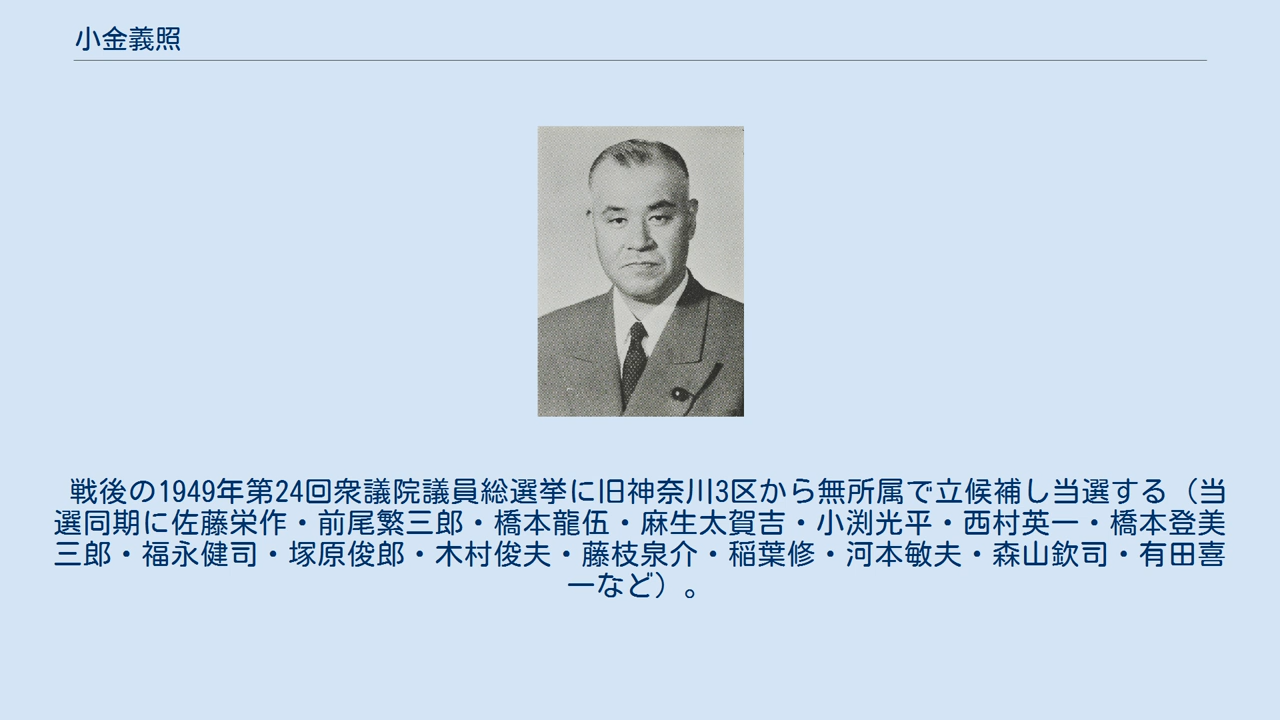 小金義照
戦後の1949年第24回衆議院議員総選挙に旧神奈川3区から無所属で立候補し当選する（当
選同期に佐藤栄作・前尾繁三郎・橋本龍伍・麻生太賀吉・小渕光平・西村英一・橋本登美
三郎・福永健司・塚原俊郎・木村俊夫・藤枝泉介・稲葉修・河本敏夫・森山欽司・有田喜
一など）。